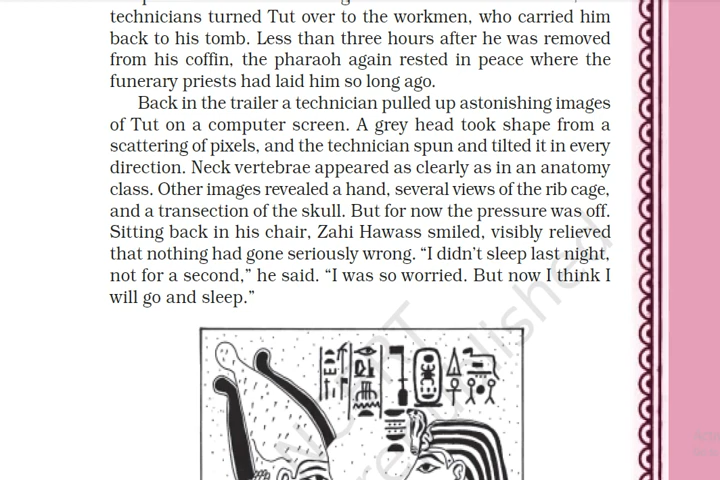 technicians turned Tut over to the workmen, who carried him
back to his tomb. Less than three hours after he was removed
from his coffin, the pharaoh again rested in peace where the
funerary priests had laid him so long ago.
Back in the trailer a technician pulled up astonishing images
of Tut on a computer screen. A grey head took shape from a
scattering of pixels, and the technician spun and tilted it in every
direction. Neck vertebrae appeared as clearly as in an anatomy
class. Other images revealed a hand, several views of the rib cage,
and a transection of the skull. But for now the pressure was off.
Sitting back in his chair, Zahi Hawass smiled, visibly relieved
that nothing had gone seriously wrong. “I didn’t sleep last night,
not for a second,” he said. “I was so worried. But now I think I
will go and sleep.”